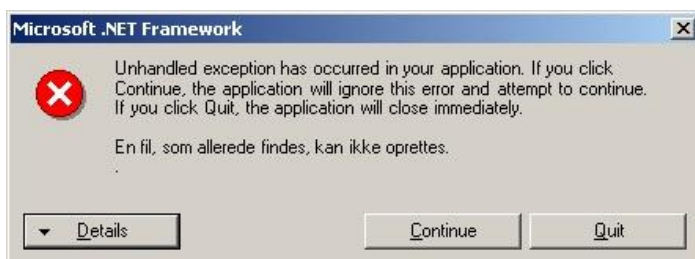 Microsoft .NET Framework
Unhandled exception has occurred in your application. If you click
Continue, the application will ignore this error and attempt to continue.
If you click Quit, the application will close immediately.
En fil, som allerede findes, kan ikke oprettes.
.
Details
Continue
Quit